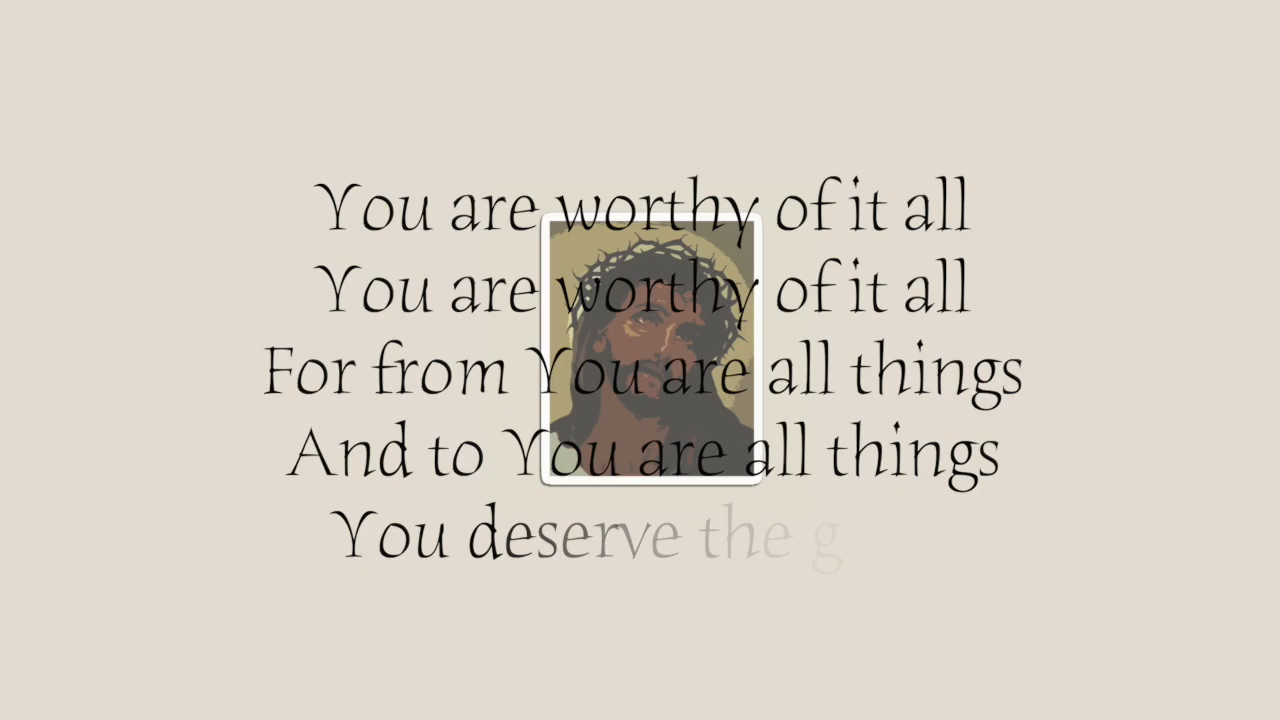 You are worthy of it all
You are worthy of it all
For from You are all things
And to You are all things
You deserve the g